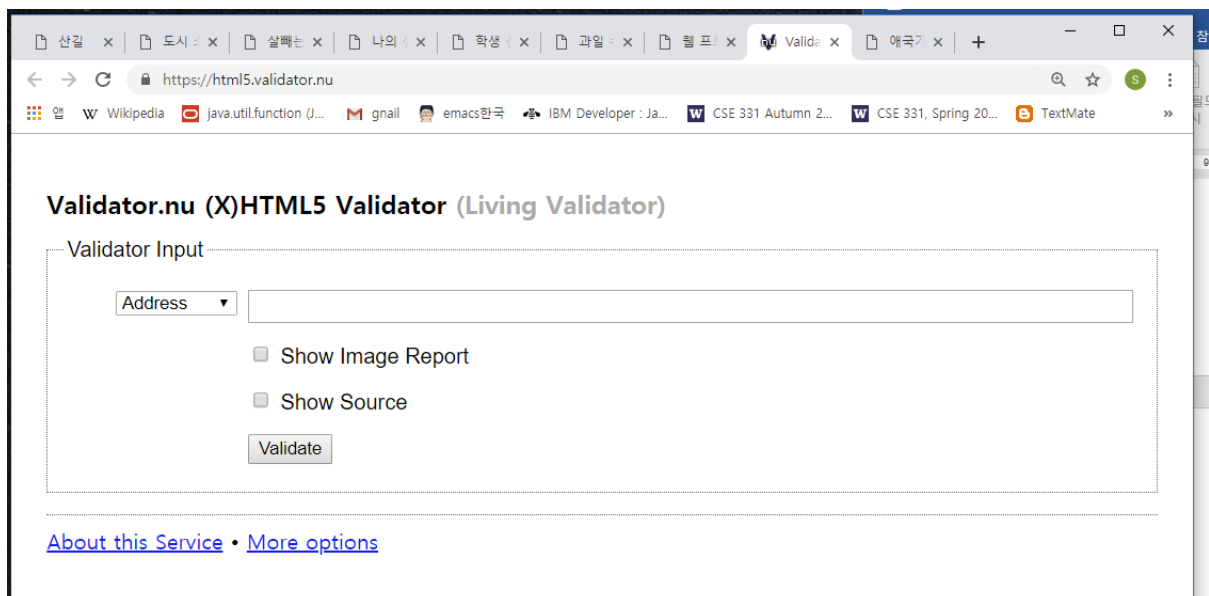 산길 도시 살빼는 나의 학생 과일 웹 프 Valida 애국가
https://html5.validator.nu S
앱 W Wikipedia java.util.function (J... gnail emacs한국 IBM Developer : Ja... W CSE 331 Autumn 2... W CSE 331, Spring 20... TextMate »
Validator.nu (X)HTML5 Validator (Living Validator)
Validator Input
Address
Show Image Report
Show Source
Validate
About this Service • More options